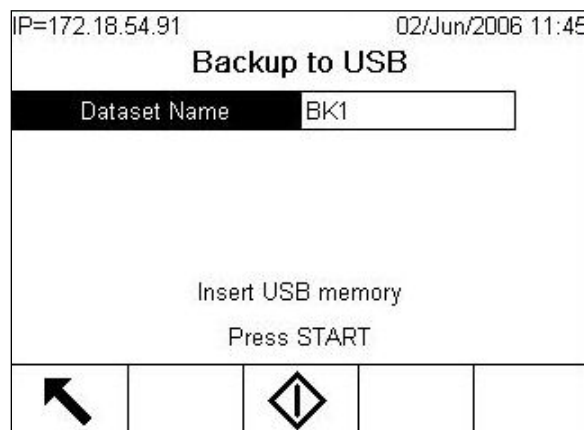 IP=172.18.54.91 02/Jun/2006 11:45
Backup to USB
Dataset Name BK1
Insert USB memory
Press START